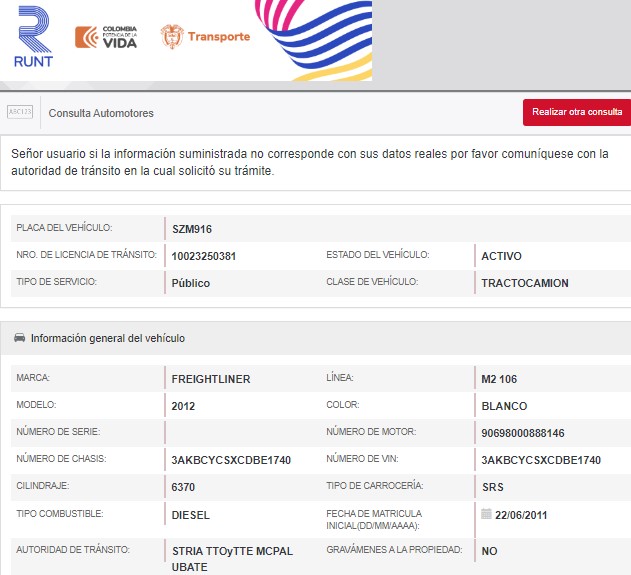 RUNT
COLOMBIA
POTENCIA DE LA
VIDA
Transporte
ASC123
Consulta Automotores
Realizar otra consulta
Señor usuario si la información suministrada no corresponde con sus datos reales por favor comuníquese con la
autoridad de tránsito en la cual solicitó su trámite.
PLACA DEL VEHÍCULO: SZM916
NRO. DE LICENCIA DE TRÁNSITO: 10023250381 ESTADO DEL VEHÍCULO: ACTIVO
TIPO DE SERVICIO: Público CLASE DE VEHÍCULO: TRACTOCAMION
Información general del vehículo
MARCA: FREIGHTLINER LÍNEA: M2 106
MODELO: 2012 COLOR: BLANCO
NÚMERO DE SERIE: NÚMERO DE MOTOR: 90698000888146
NÚMERO DE CHASIS: 3AKBCYCSXCDBE1740 NÚMERO DE VIN: 3AKBCYCSXCDBE1740
CILINDRAJE: 6370 TIPO DE CARROCERÍA: SRS
TIPO COMBUSTIBLE: DIESEL FECHA DE MATRICULA
INICIAL(DD/MM/AAAA): 22/06/2011
AUTORIDAD DE TRÁNSITO: STRIA TTOyTTE MCPAL
UBATE GRAVÁMENES A LA PROPIEDAD: NO